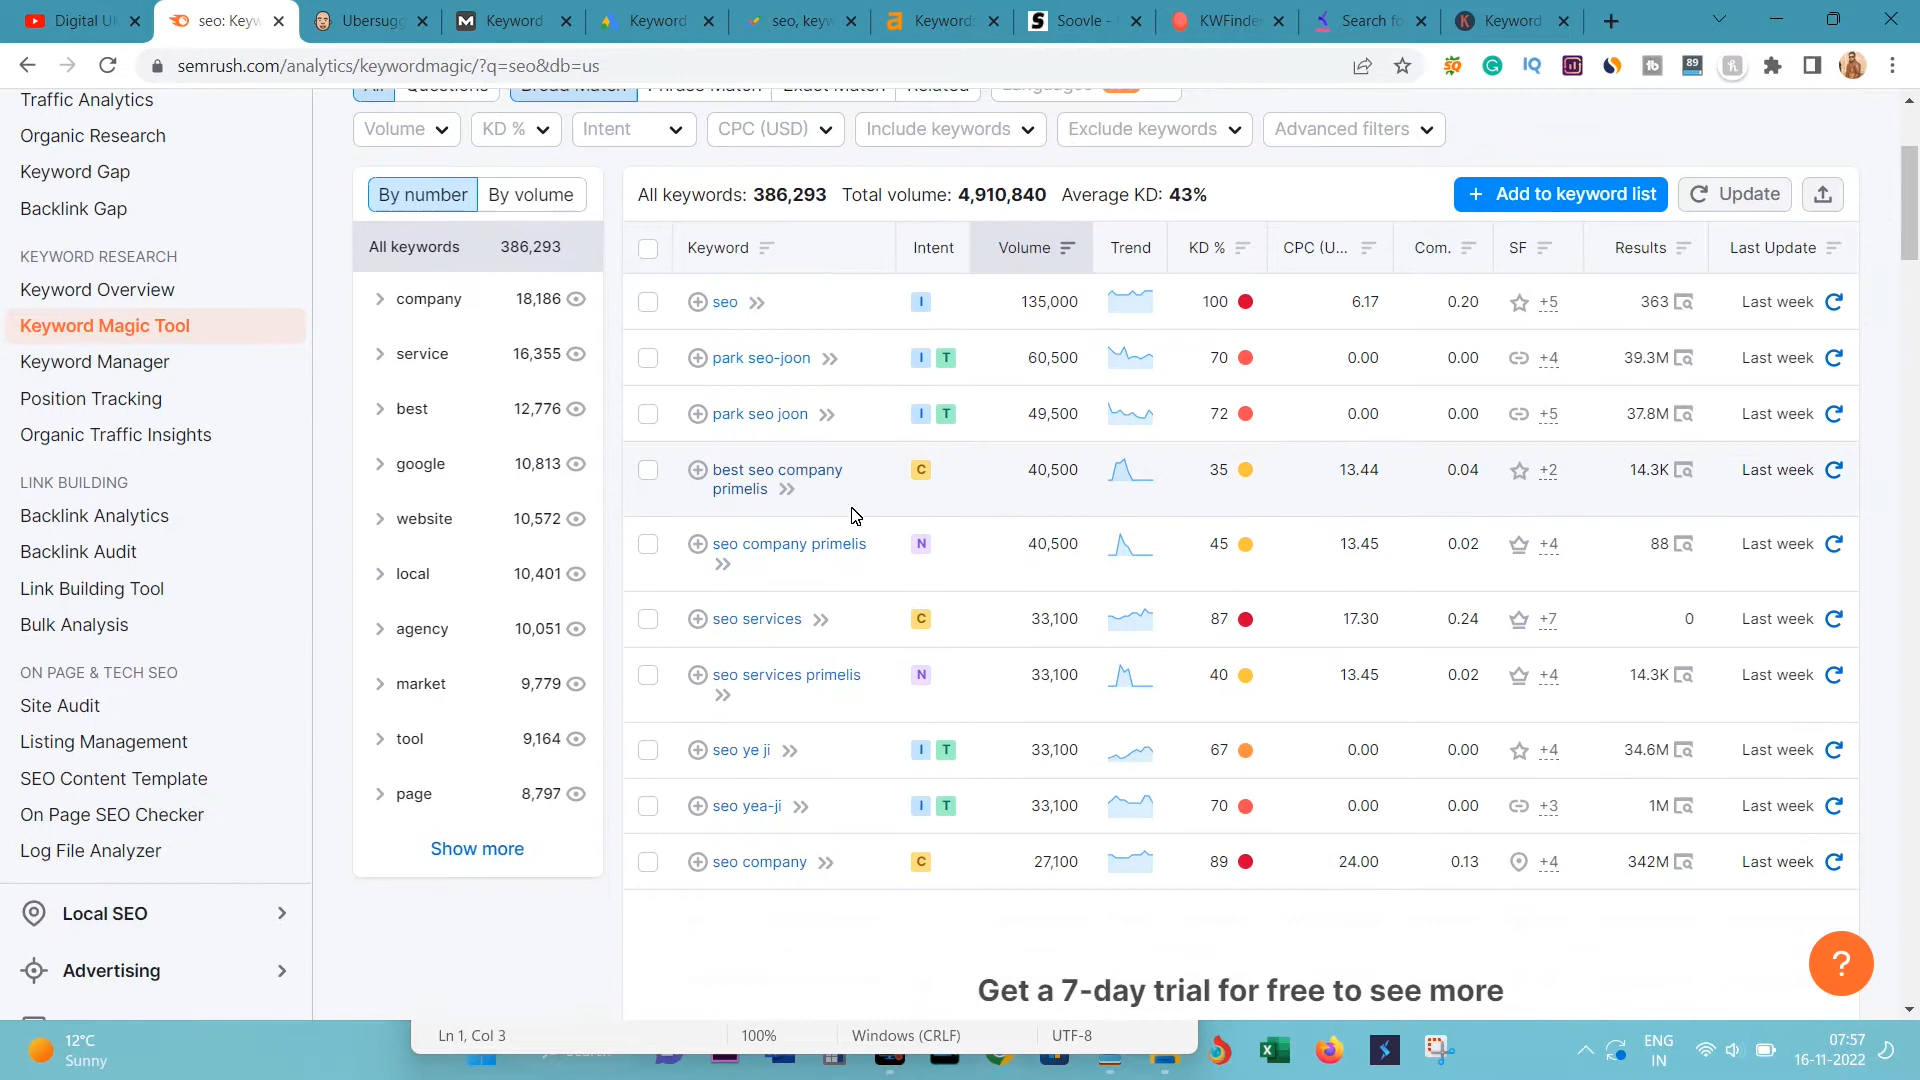 Digital U
seo: Keyw
Ubersugg
Keyword
Keyword
seo, keyw
Keywords
Soovle -
KWFinde
Search fo
Keyword
semrush.com/analytics/keywordmagic/?q=seo&db=us
89
All Questions Broad Match Phrase Match Exact Match Related Languages
Volume KD % Intent CPC (USD) Include keywords Exclude keywords Advanced filters
Traffic Analytics
Organic Research
Keyword Gap
Backlink Gap
KEYWORD RESEARCH
Keyword Overview
Keyword Magic Tool
Keyword Manager
Position Tracking
Organic Traffic Insights
LINK BUILDING
Backlink Analytics
Backlink Audit
Link Building Tool
Bulk Analysis
ON PAGE & TECH SEO
Site Audit
Listing Management
SEO Content Template
On Page SEO Checker
Log File Analyzer
Local SEO
Advertising
By number By volume
All keywords 386,293
company 18,186
service 16,355
best 12,776
google 10,813
website 10,572
local 10,401
agency 10,051
market 9,779
tool 9,164
page 8,797
Show more
All keywords: 386,293 Total volume: 4,910,840 Average KD: 43%
+ Add to keyword list Update
Keyword Intent Volume Trend KD % CPC (U... Com. SF Results Last Update
seo I 135,000 100 6.17 0.20 +5 363 Last week
park seo-joon I T 60,500 70 0.00 0.00 +4 39.3M Last week
park seo joon I T 49,500 72 0.00 0.00 +5 37.8M Last week
best seo company C 40,500 35 13.44 0.04 +2 14.3K Last week
primelis
seo company primelis N 40,500 45 13.45 0.02 +4 88 Last week
seo services C 33,100 87 17.30 0.24 +7 0 Last week
seo services primelis N 33,100 40 13.45 0.02 +4 14.3K Last week
seo ye ji I T 33,100 67 0.00 0.00 +4 34.6M Last week
seo yea-ji I T 33,100 70 0.00 0.00 +3 1M Last week
seo company C 27,100 89 24.00 0.13 +4 342M Last week
Get a 7-day trial for free to see more
?
Ln 1, Col 3 100% Windows (CRLF) UTF-8
12°C
Sunny
ENG
IN
07:57
16-11-2022